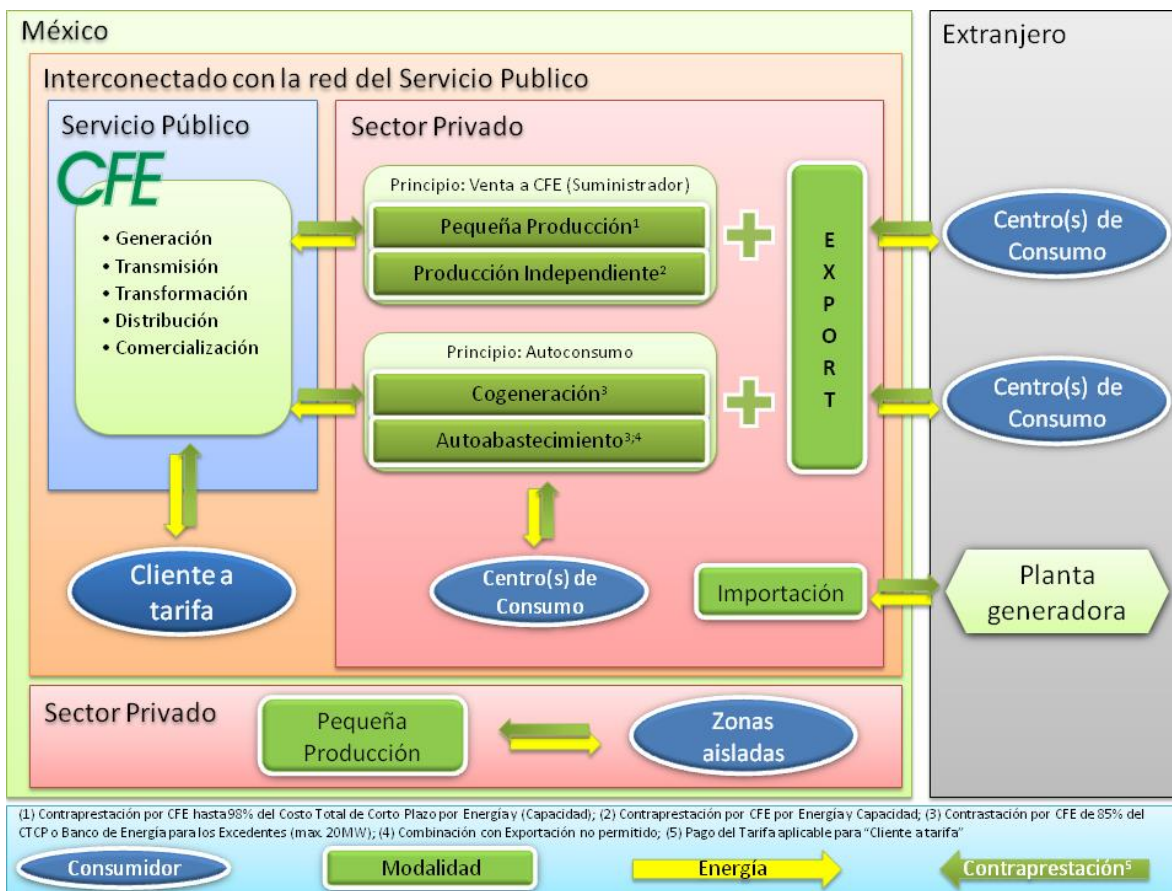 México
Extranjero
Interconectado con la red del Servicio Publico
Servicio Público
CFE
• Generación
• Transmisión
• Transformación
• Distribución
• Comercialización
Sector Privado
Principio: Venta a CFE (Suministrador)
Pequeña Producción¹
Producción Independiente²
Principio: Autoconsumo
Cogeneración³
Autoabastecimiento³;⁴
E
X
P
O
R
T
Centro(s) de
Consumo
Centro(s) de
Consumo
Cliente a
tarifa
Centro(s) de
Consumo
Importación
Planta
generadora
Sector Privado
Pequeña
Producción
Zonas
aisladas
(1) Contraprestación por CFE hasta 98% del Costo Total de Corto Plazo por Energía y (Capacidad); (2) Contraprestación por CFE por Energía y Capacidad; (3) Contrastación por CFE de 85% del
CTCP o Banco de Energía para los Excedentes (max. 20MW); (4) Combinación con Exportación no permitido; (5) Pago del Tarifa aplicable para "Cliente a tarifa"
Consumidor
Modalidad
Energía
Contraprestación⁵